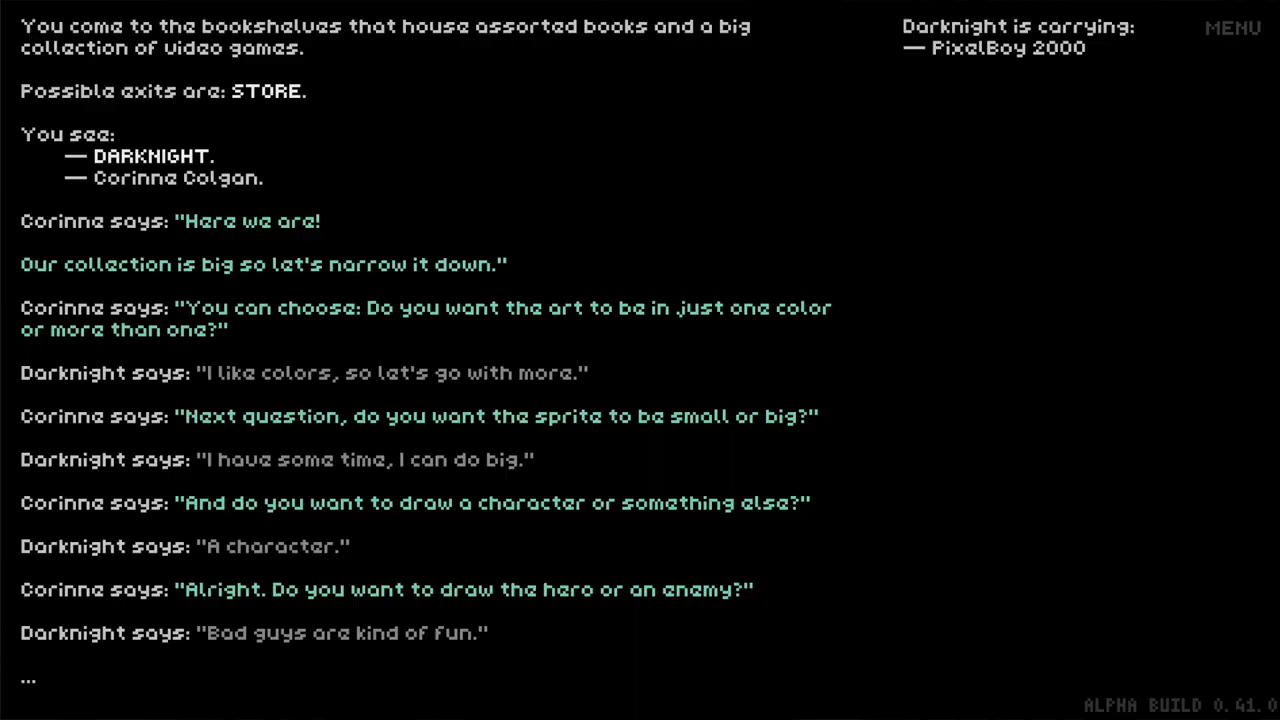 You come to the bookshelves that house assorted books and a big
collection of video games.
Possible exits are: STORE.
You see:
— DARKNIGHT.
— Corinne Colgan.
Corinne says: "Here we are!
Our collection is big so let's narrow it down."
Corinne says: "You can choose: Do you want the art to be in just one color
or more than one?"
Darknight says: "I like colors, so let's go with more."
Corinne says: "Next question, do you want the sprite to be small or big?"
Darknight says: "I have some time, I can do big."
Corinne says: "And do you want to draw a character or something else?"
Darknight says: "A character."
Corinne says: "Alright. Do you want to draw the hero or an enemy?"
Darknight says: "Bad guys are kind of fun."
...
Darknight is carrying:
— PixelBoy 2000
MENU
ALPHA BUILD 0.41.0